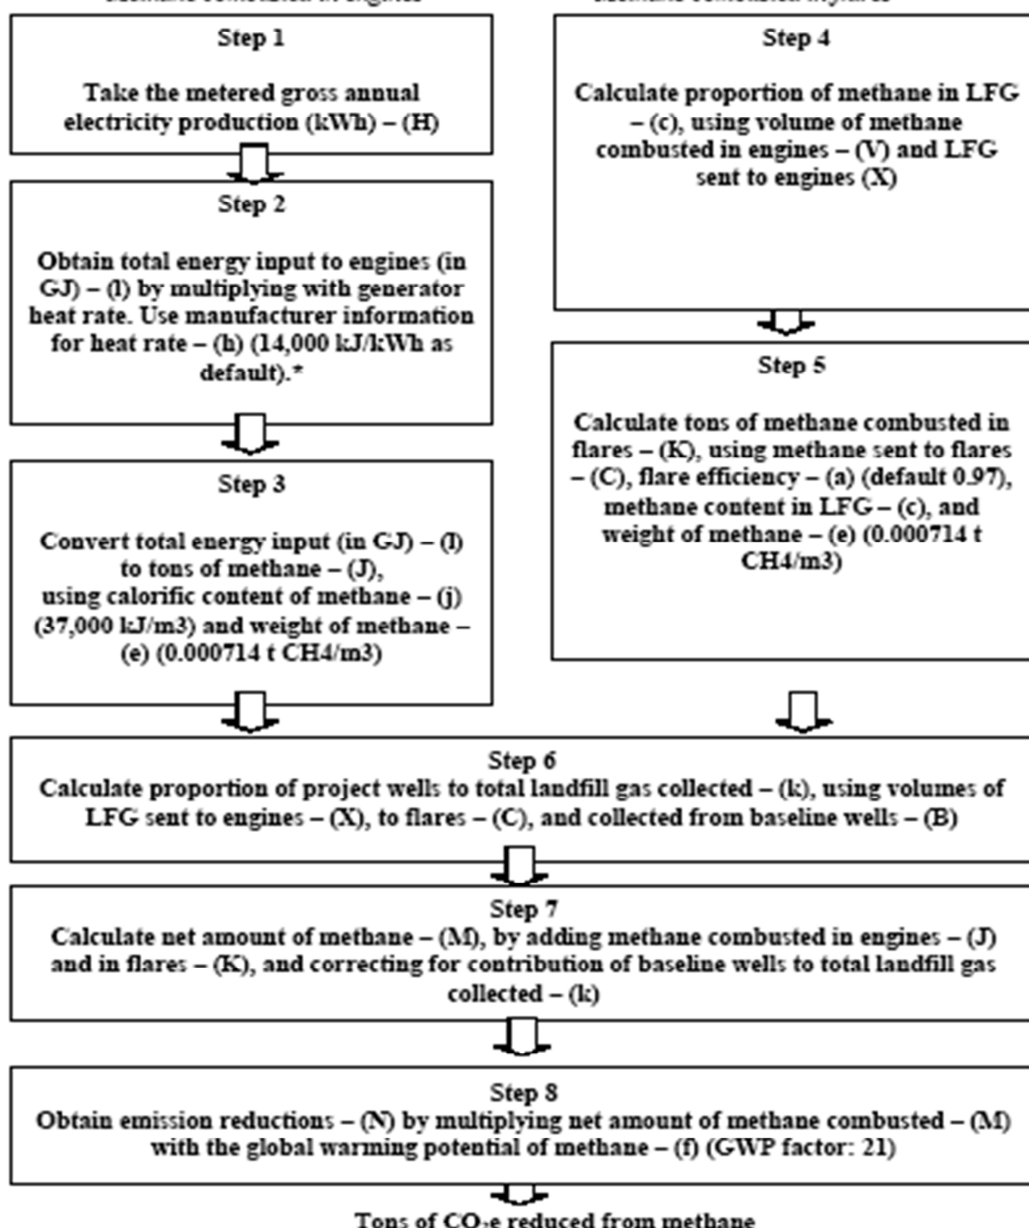 Methane combusted in engines
Methane combusted in flares
Step 1
Take the metered gross annual
electricity production (kWh) – (H)
Step 2
Obtain total energy input to engines (in
GJ) – (I) by multiplying with generator
heat rate. Use manufacturer information
for heat rate – (h) (14,000 kJ/kWh as
default).*
Step 3
Convert total energy input (in GJ) – (I)
to tons of methane – (J),
using calorific content of methane – (j)
(37,000 kJ/m3) and weight of methane –
(e) (0.000714 t CH4/m3)
Step 4
Calculate proportion of methane in LFG
– (c), using volume of methane
combusted in engines – (V) and LFG
sent to engines (X)
Step 5
Calculate tons of methane combusted in
flares – (K), using methane sent to flares
– (C), flare efficiency – (a) (default 0.97),
methane content in LFG – (c), and
weight of methane – (e) (0.000714 t
CH4/m3)
Step 6
Calculate proportion of project wells to total landfill gas collected – (k), using volumes of
LFG sent to engines – (X), to flares – (C), and collected from baseline wells – (B)
Step 7
Calculate net amount of methane – (M), by adding methane combusted in engines – (J)
and in flares – (K), and correcting for contribution of baseline wells to total landfill gas
collected – (k)
Step 8
Obtain emission reductions – (N) by multiplying net amount of methane combusted – (M)
with the global warming potential of methane – (f) (GWP factor: 21)
Tons of CO₂e reduced from methane